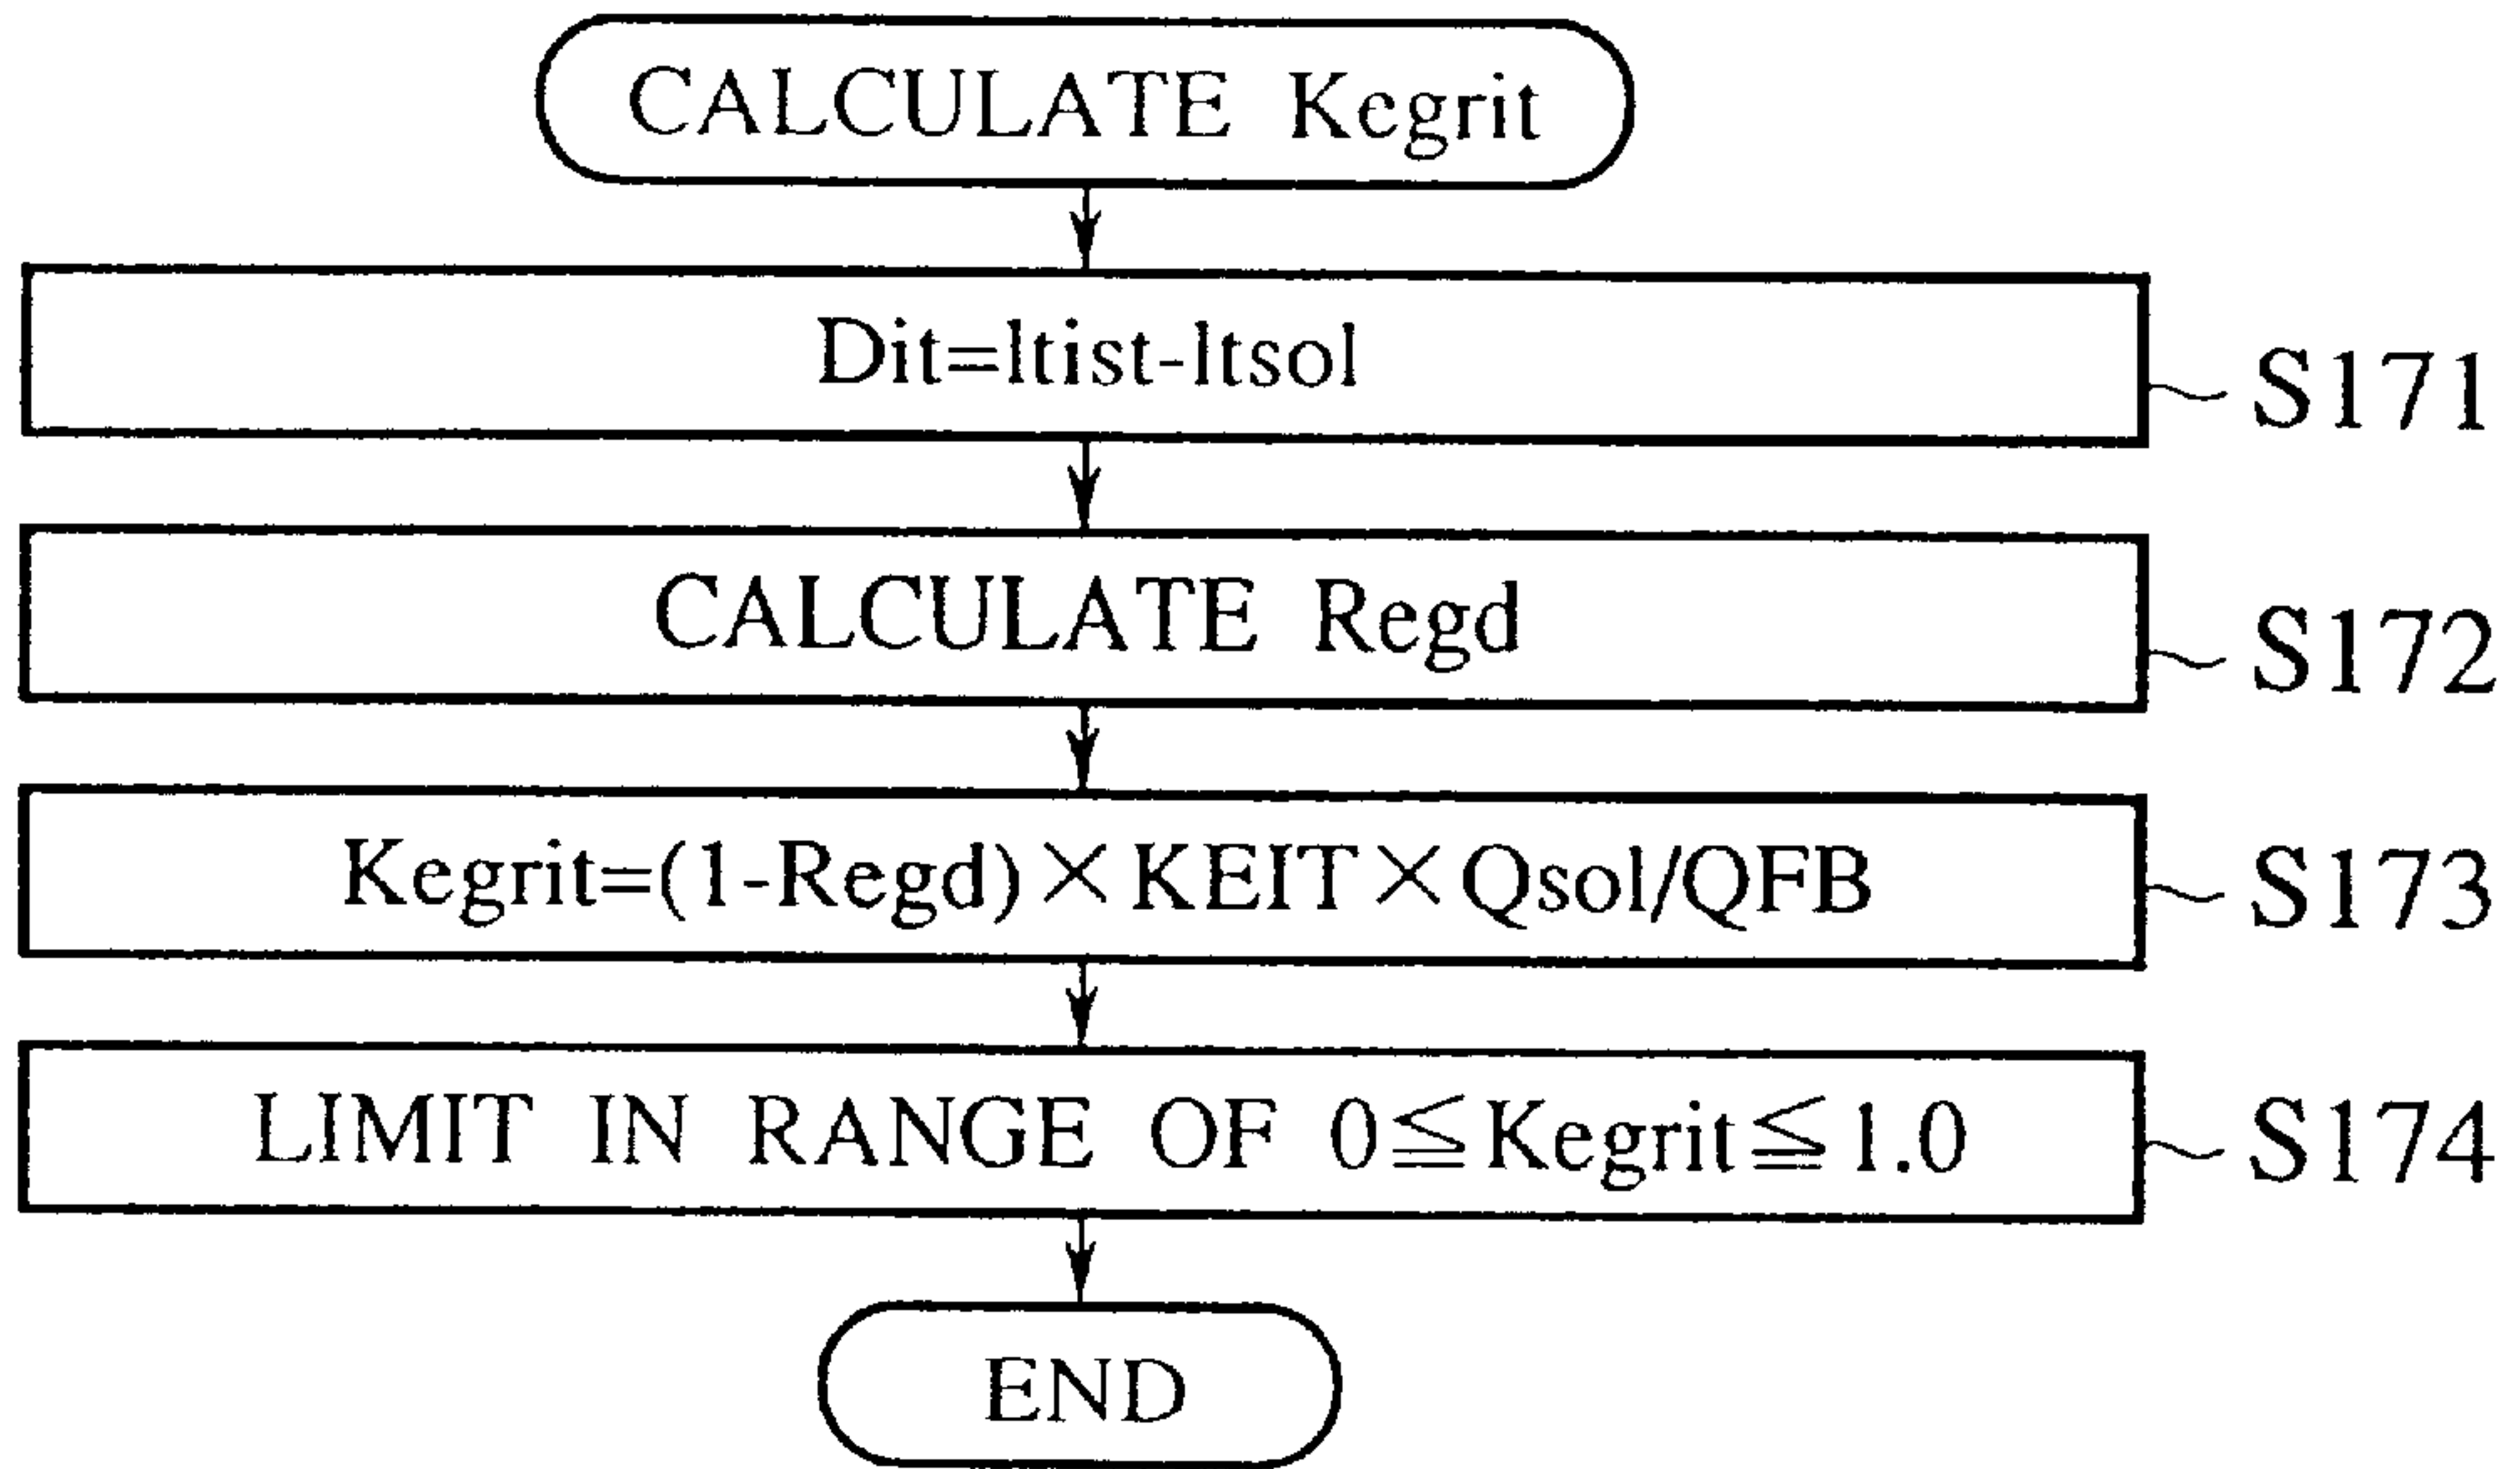 CALCULATE Kegrit
Dit=Itist-Itsol
S171
CALCULATE Regd
S172
Kegrit=(1-Regd)×KEIT×Qsol/QFB
S173
LIMIT IN RANGE OF 0≦Kegrit≦1.0
S174
END